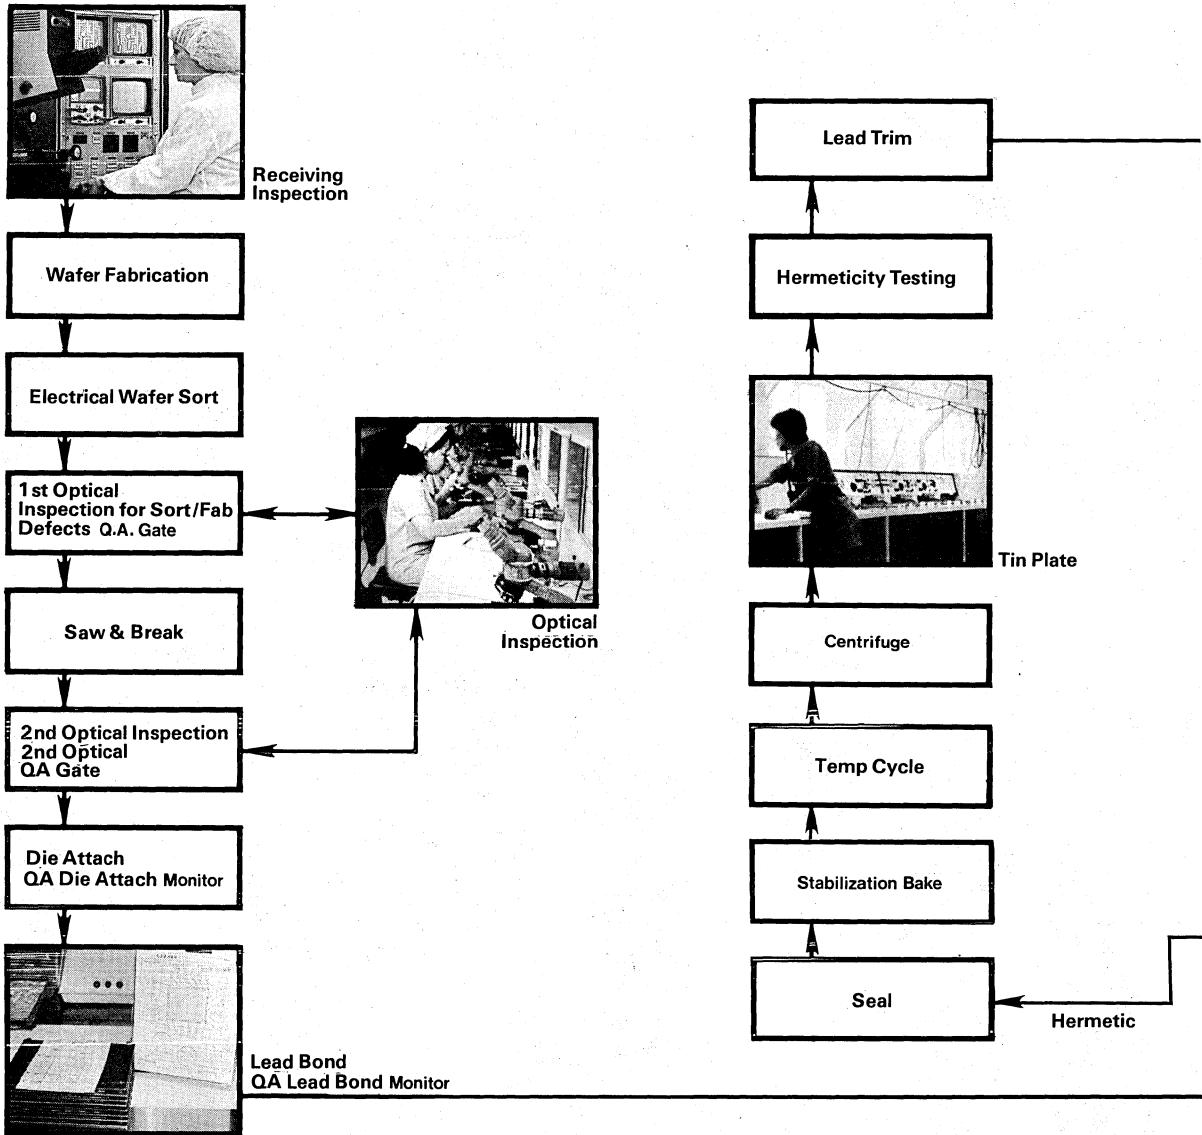 Receiving
Inspection
Wafer Fabrication
Electrical Wafer Sort
1st Optical
Inspection for Sort/Fab
Defects Q.A. Gate
Optical
Inspection
Saw & Break
2nd Optical Inspection
2nd Optical
QA Gate
Die Attach
QA Die Attach Monitor
Lead Bond
QA Lead Bond Monitor
Lead Trim
Hermeticity Testing
Tin Plate
Centrifuge
Temp Cycle
Stabilization Bake
Seal
Hermetic